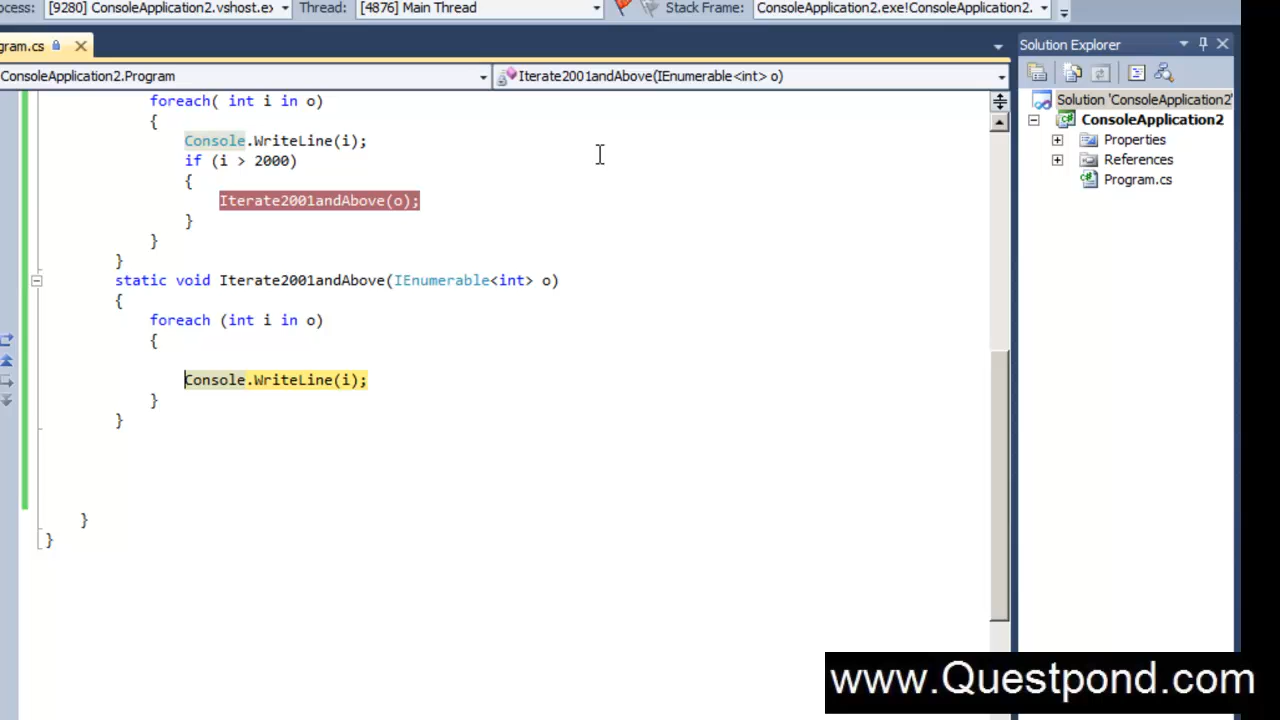 ocess: [9280] ConsoleApplication2.vshost.ex Thread: [4876] Main Thread Stack Frame: ConsoleApplication2.exe!ConsoleApplication2.
gram.cs
Solution Explorer
ConsoleApplication2.Program
Iterate2001andAbove(IEnumerable<int> o)
foreach( int i in o)
{
Console.WriteLine(i);
if (i > 2000)
{
Iterate2001andAbove(o);
}
}
}
static void Iterate2001andAbove(IEnumerable<int> o)
{
foreach (int i in o)
{
Console.WriteLine(i);
}
}
}
}
Solution 'ConsoleApplication2'
ConsoleApplication2
Properties
References
Program.cs
www.Questpond.com